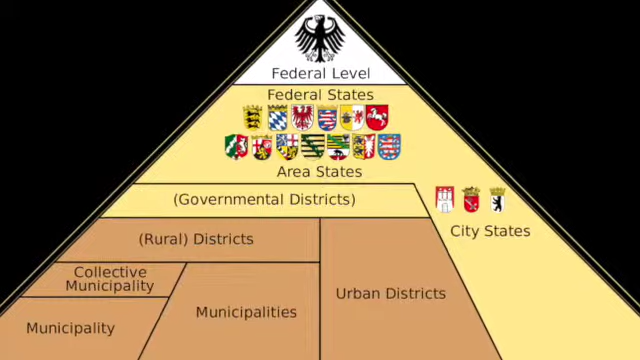 Federal Level
Federal States
Area States
(Governmental Districts)
City States
(Rural) Districts
Collective
Municipality
Urban Districts
Municipalities
Municipality